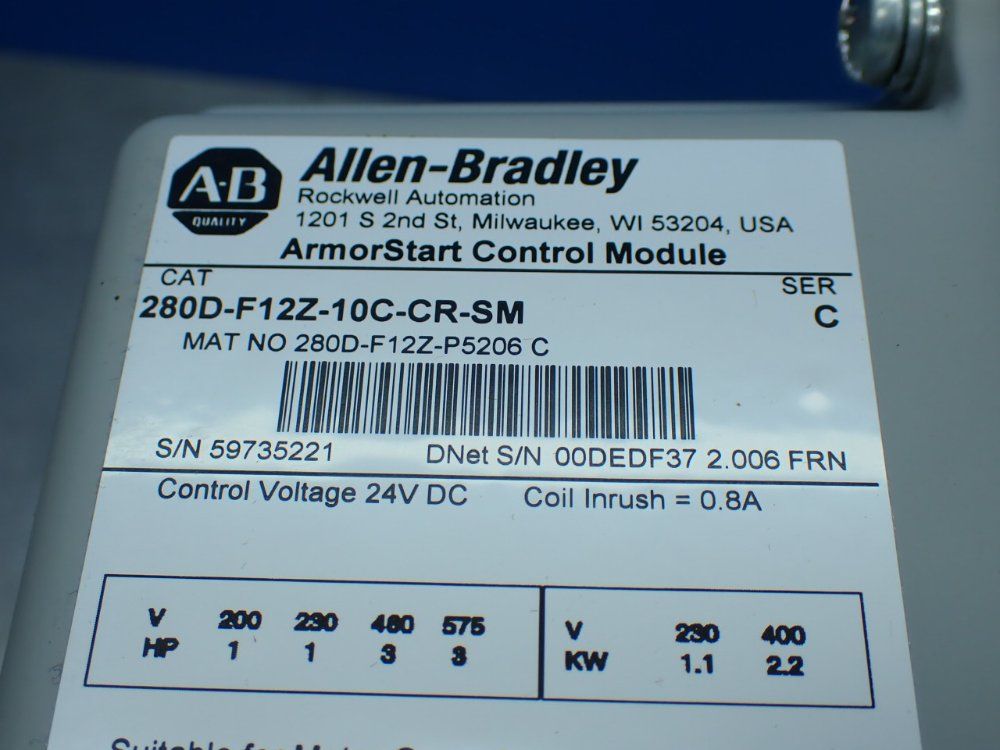 A·B
QUALITY
Allen-Bradley
Rockwell Automation
1201 S 2nd St, Milwaukee, WI 53204, USA
ArmorStart Control Module
CAT SER
280D-F12Z-10C-CR-SM C
MAT NO 280D-F12Z-P5206 C
S/N 59735221 DNet S/N 00DEDF37 2.006 FRN
Control Voltage 24V DC Coil Inrush = 0.8A
V 200 230 460 575
HP 1 1 3 3
V 230 400
KW 1.1 2.2
Suitable for